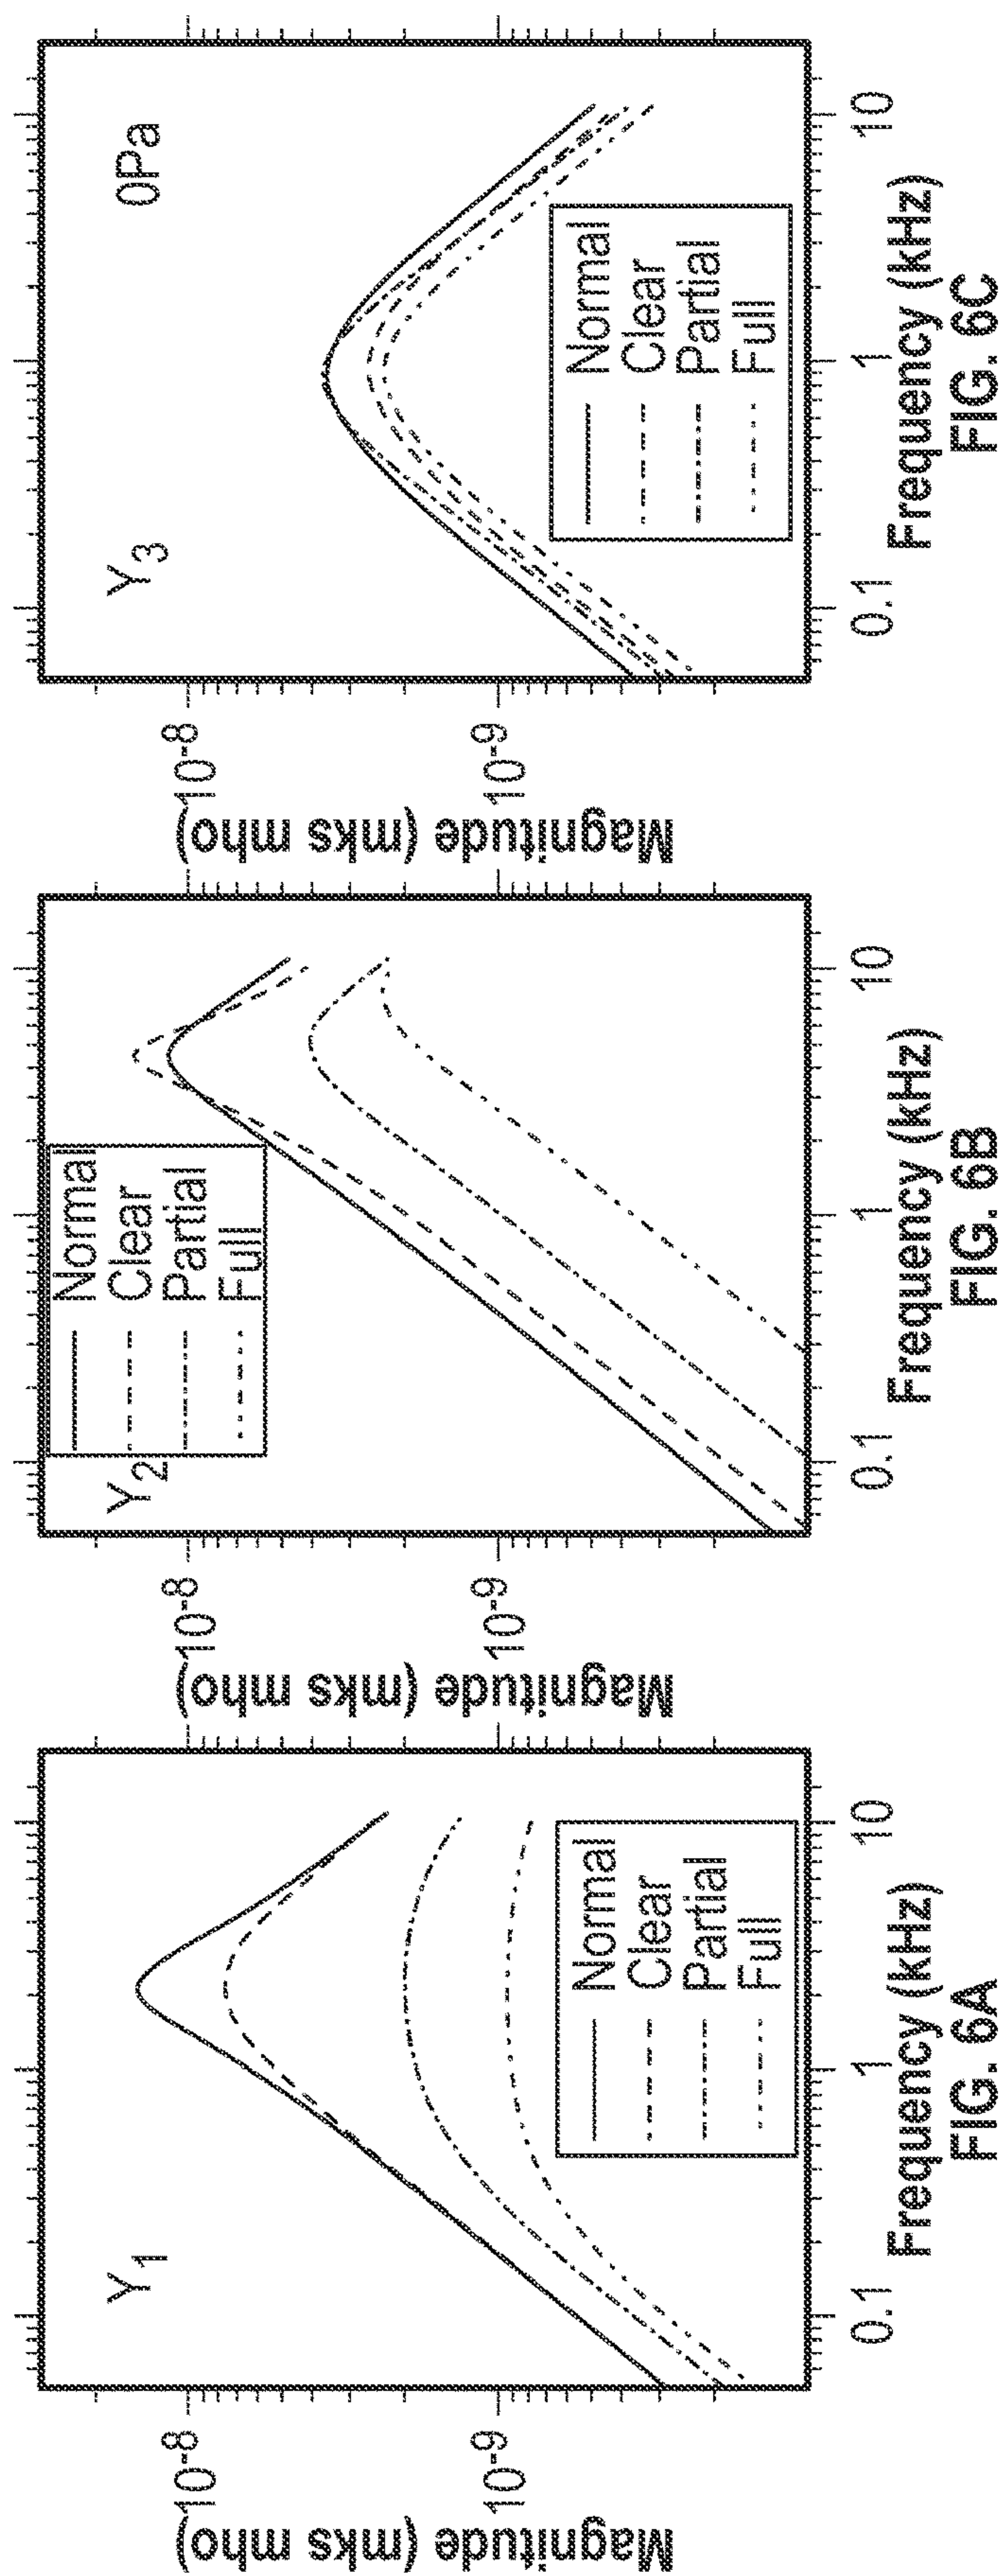 Y1
10-8
10-9
Magnitude (mks mho)
Normal
Clear
Partial
Full
0.1
1
10
Frequency (kHz)
FIG. 6A
Y2
Normal
Clear
Partial
Full
10-8
10-9
Magnitude (mks mho)
0.1
1
10
Frequency (kHz)
FIG. 6B
Y3
0Pa
10-8
10-9
Magnitude (mks mho)
Normal
Clear
Partial
Full
0.1
1
10
Frequency (kHz)
FIG. 6C